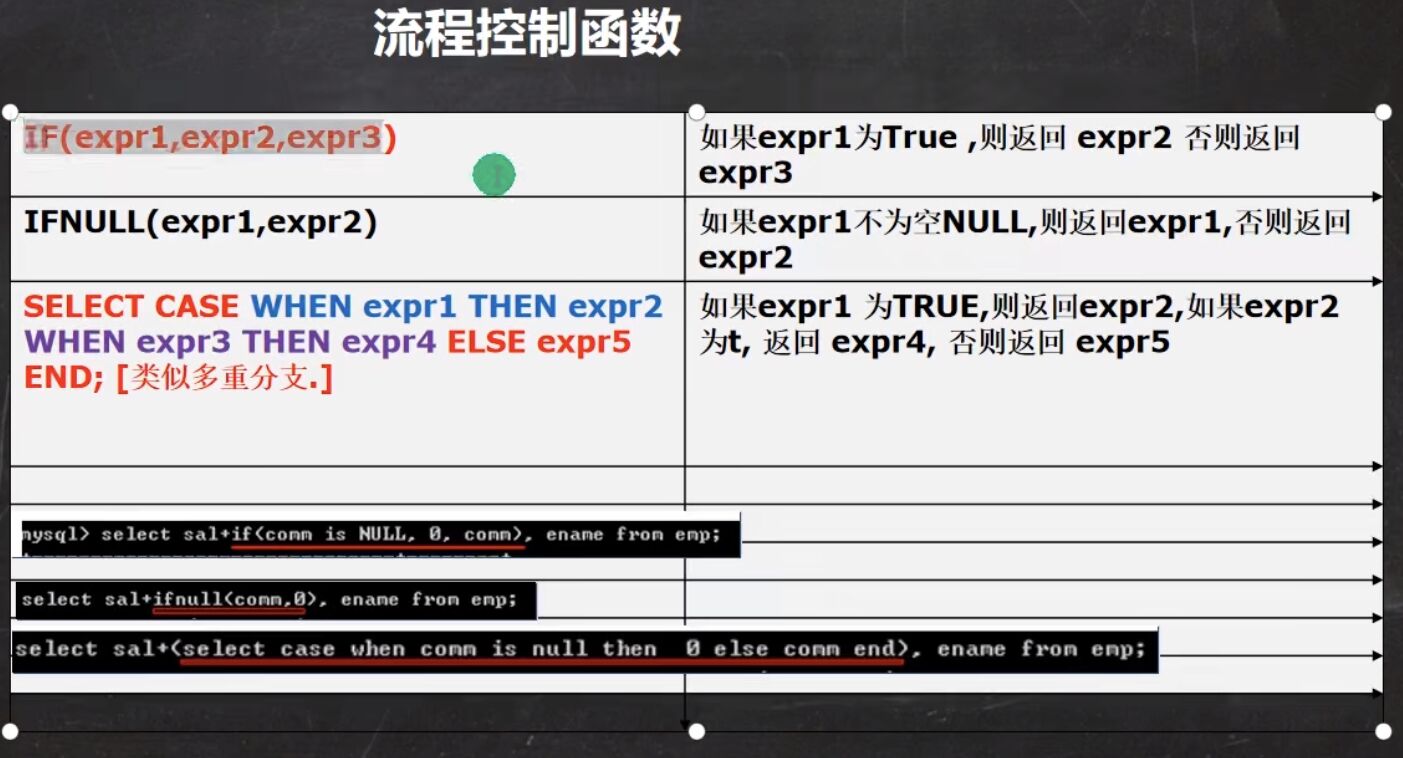 流程控制函数
IF(expr1,expr2,expr3)
如果expr1为True ,则返回 expr2 否则返回
expr3
IFNULL(expr1,expr2)
如果expr1不为空NULL,则返回expr1,否则返回
expr2
SELECT CASE WHEN expr1 THEN expr2
WHEN expr3 THEN expr4 ELSE expr5
END; [类似多重分支.]
如果expr1 为TRUE,则返回expr2,如果expr2
为t, 返回 expr4, 否则返回 expr5
mysql> select sal+if(comm is NULL, 0, comm), ename from emp;
select sal+ifnull(comm,0), ename from emp;
select sal+(select case when comm is null then 0 else comm end), ename from emp;